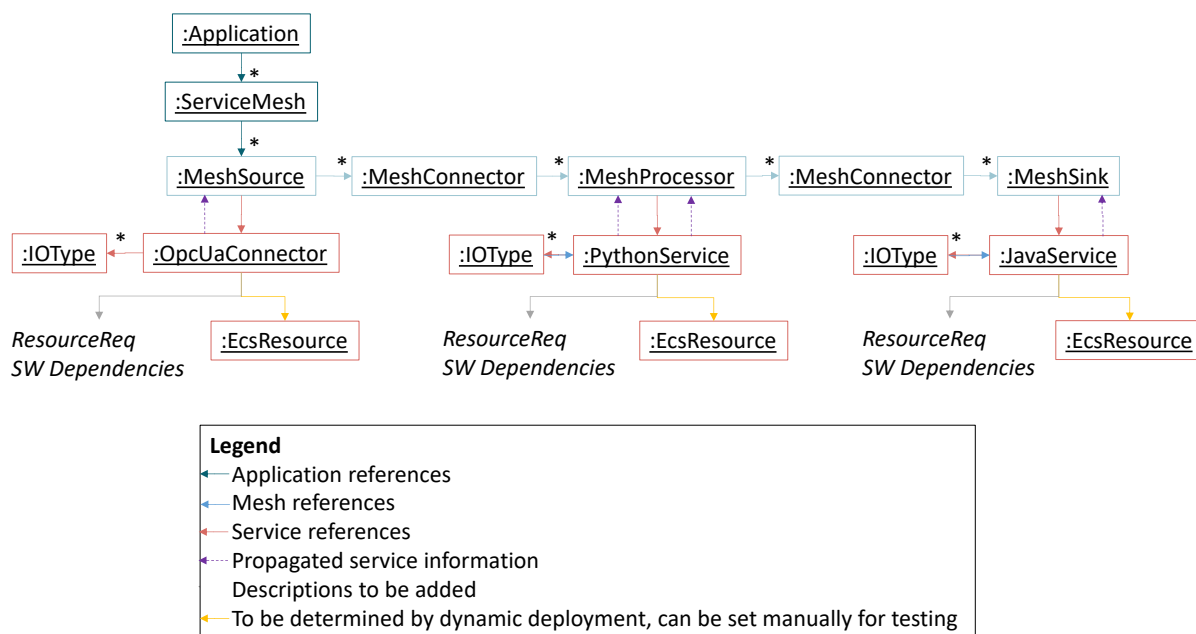 :Application
*
:ServiceMesh
*
:MeshSource
*
:MeshConnector
*
:MeshProcessor
*
:MeshConnector
*
:MeshSink
:IOType
*
:OpcUaConnector
:IOType
*
:PythonService
:IOType
*
:JavaService
ResourceReq
SW Dependencies
:EcsResource
ResourceReq
SW Dependencies
:EcsResource
ResourceReq
SW Dependencies
:EcsResource
Legend
Application references
Mesh references
Service references
Propagated service information
Descriptions to be added
To be determined by dynamic deployment, can be set manually for testing